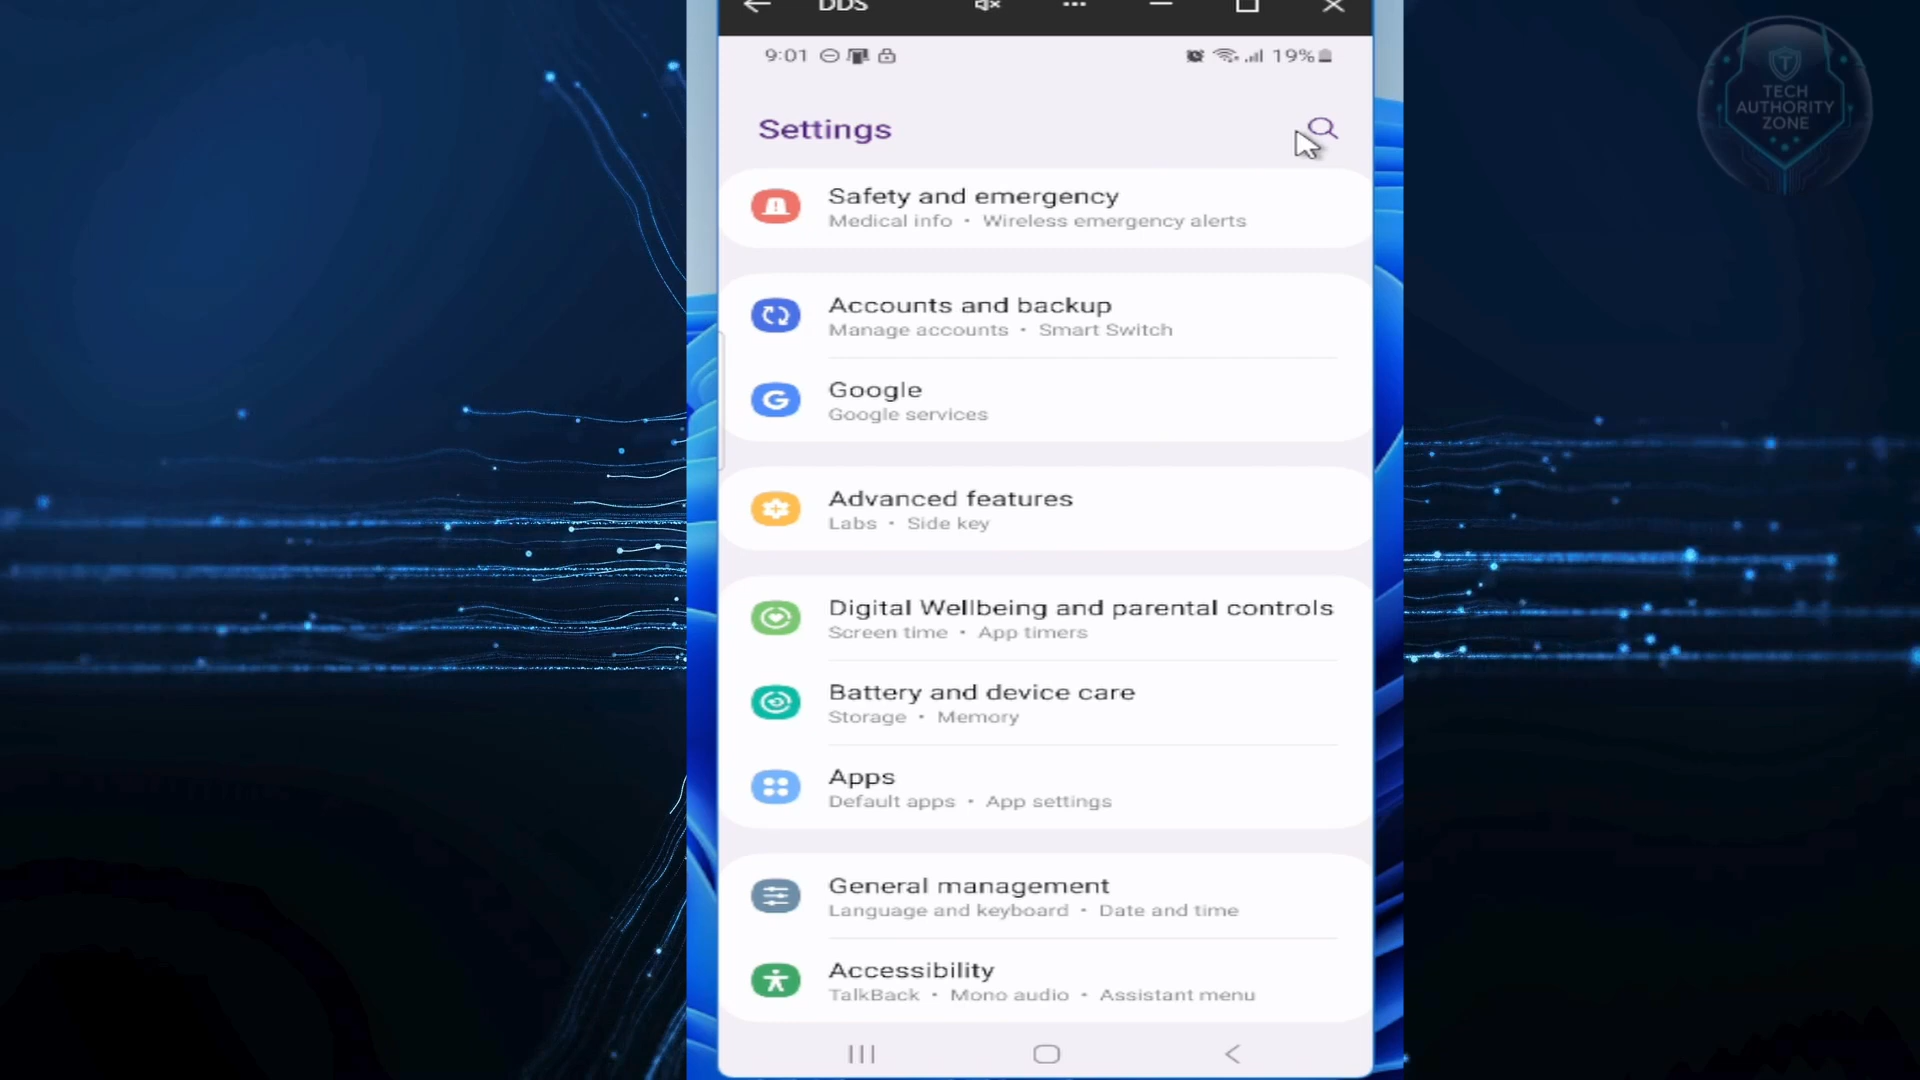 DDS
9:01
19%
TECH
AUTHORITY
ZONE
Settings
Safety and emergency
Medical info • Wireless emergency alerts
Accounts and backup
Manage accounts • Smart Switch
Google
Google services
Advanced features
Labs • Side key
Digital Wellbeing and parental controls
Screen time • App timers
Battery and device care
Storage • Memory
Apps
Default apps • App settings
General management
Language and keyboard • Date and time
Accessibility
TalkBack • Mono audio • Assistant menu